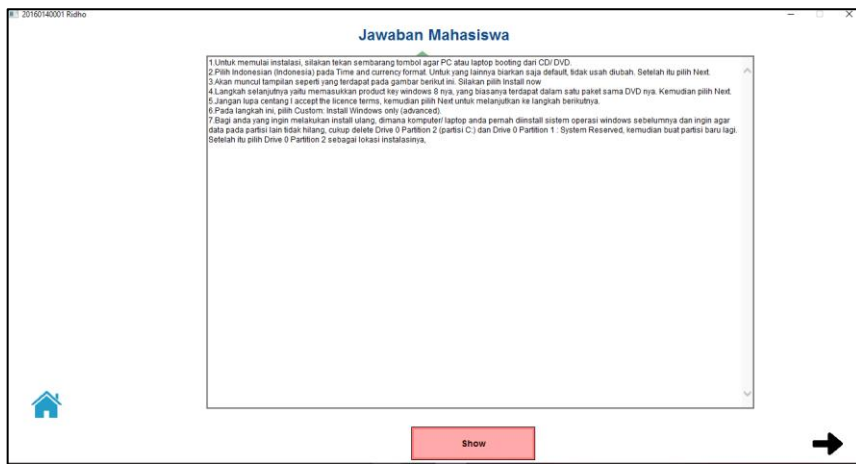 20160140001 Ridho
Jawaban Mahasiswa
1.Untuk memulai instalasi, silakan tekan sembarang tombol agar PC atau laptop booting dari CD/ DVD.
2.Pilih Indonesian (Indonesia) pada Time and currency format. Untuk yang lainnya biarkan saja default, tidak usah diubah. Setelah itu pilih Next.
3.Akan muncul tampilan seperti yang terdapat pada gambar berikut ini. Silakan pilih Install now
4.Langkah selanjutnya yaitu memasukkan product key windows 8 nya, yang biasanya terdapat dalam satu paket sama DVD nya. Kemudian pilih Next.
5.Jangan lupa centang I accept the licence terms, kemudian pilih Next untuk melanjutkan ke langkah berikutnya.
6.Pada langkah ini, pilih Custom: Install Windows only (advanced).
7.Bagi anda yang ingin melakukan install ulang, dimana komputer/ laptop anda pernah diinstall sistem operasi windows sebelumnya dan ingin agar
data pada partisi lain tidak hilang, cukup delete Drive 0 Partition 2 (partisi C:) dan Drive 0 Partition 1 : System Reserved, kemudian buat partisi baru lagi.
Setelah itu pilih Drive 0 Partition 2 sebagai lokasi instalasinya,
Show